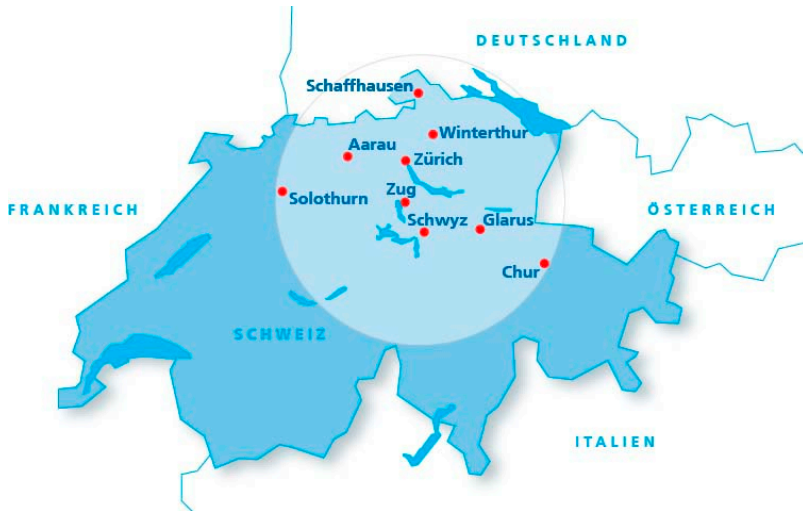 DEUTSCHLAND
Schaffhausen
Winterthur
Aarau
Zürich
Zug
Solothurn
FRANKREICH
ÖSTERREICH
Schwyz
Glarus
Chur
SCHWEIZ
ITALIEN